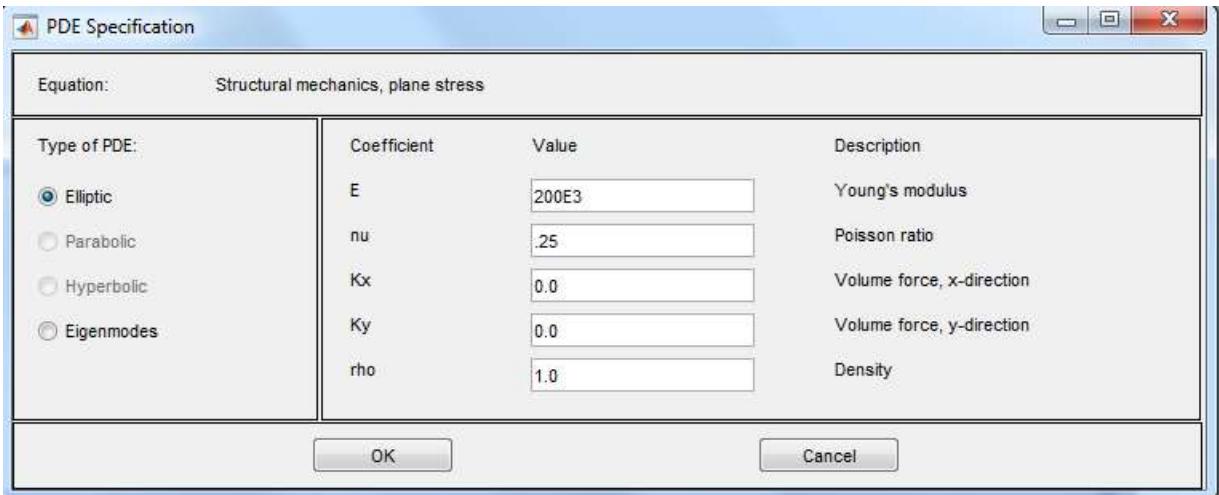 PDE Specification
Equation: Structural mechanics, plane stress
Type of PDE:
Elliptic
Parabolic
Hyperbolic
Eigenmodes
Coefficient Value Description
E 200E3 Young's modulus
nu .25 Poisson ratio
Kx 0.0 Volume force, x-direction
Ky 0.0 Volume force, y-direction
rho 1.0 Density
OK Cancel